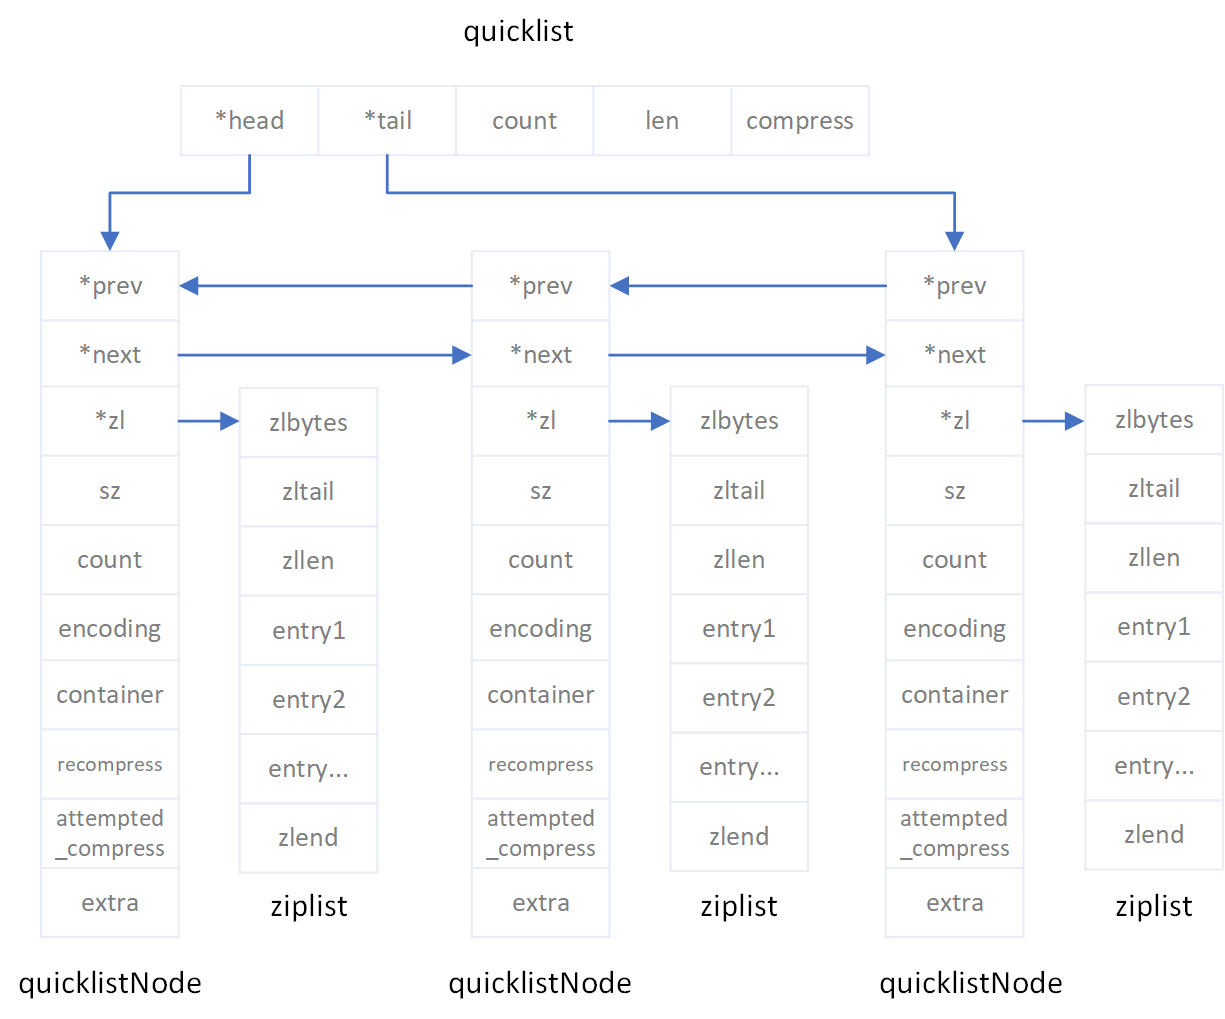 quicklist
*head *tail count len compress
*prev *prev *prev
*next *next *next
*zl zlbytes *zl zlbytes *zl zlbytes
sz zltail sz zltail sz zltail
count zllen count zllen count zllen
encoding entry1 encoding entry1 encoding entry1
container entry2 container entry2 container entry2
recompress entry... recompress entry... recompress entry...
attempted attempted attempted
_compress zlend _compress zlend _compress zlend
extra ziplist extra ziplist extra ziplist
quicklistNode quicklistNode quicklistNode